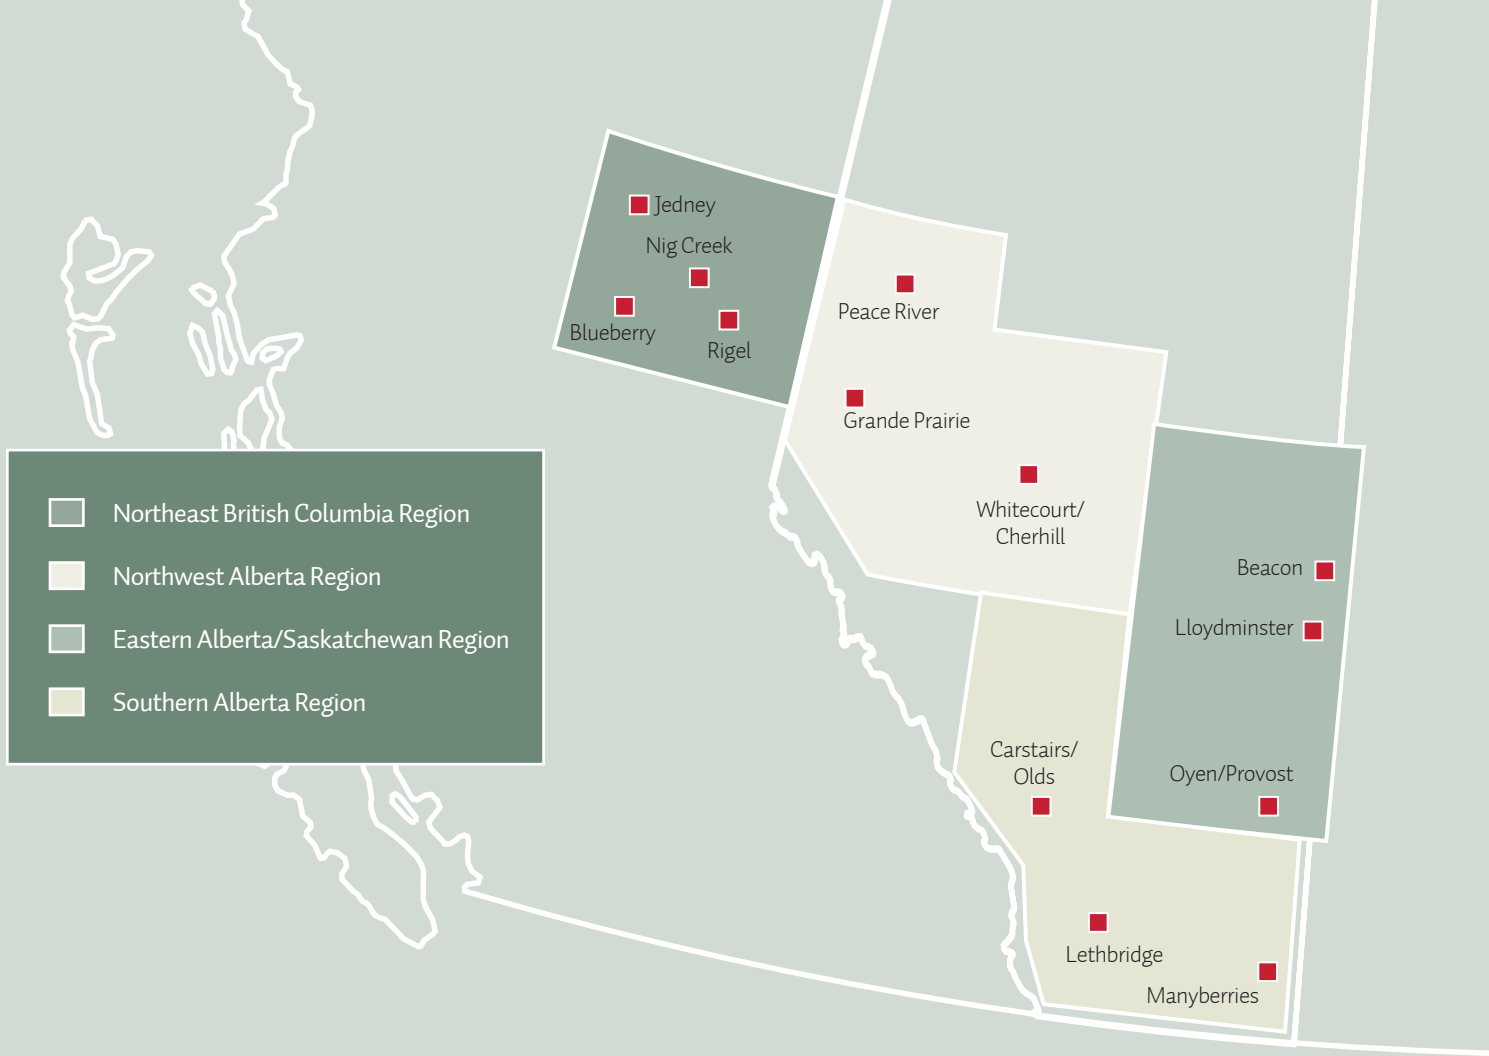 Jedney
Nig Creek
Blueberry
Rigel
Peace River
Grande Prairie
Whitecourt/
Cherhill
Northeast British Columbia Region
Northwest Alberta Region
Eastern Alberta/Saskatchewan Region
Southern Alberta Region
Beacon
Lloydminster
Carstairs/
Olds
Oyen/Provost
Lethbridge
Manyberries